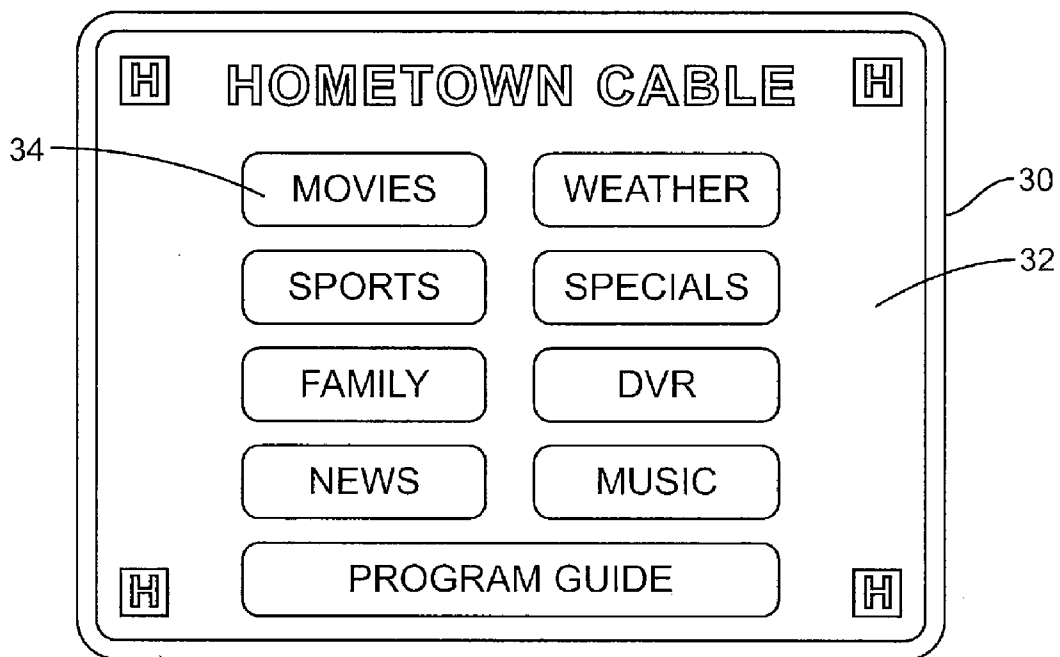 H HOMETOWN CABLE H
34
MOVIES WEATHER
30
SPORTS SPECIALS
32
FAMILY DVR
NEWS MUSIC
H PROGRAM GUIDE H